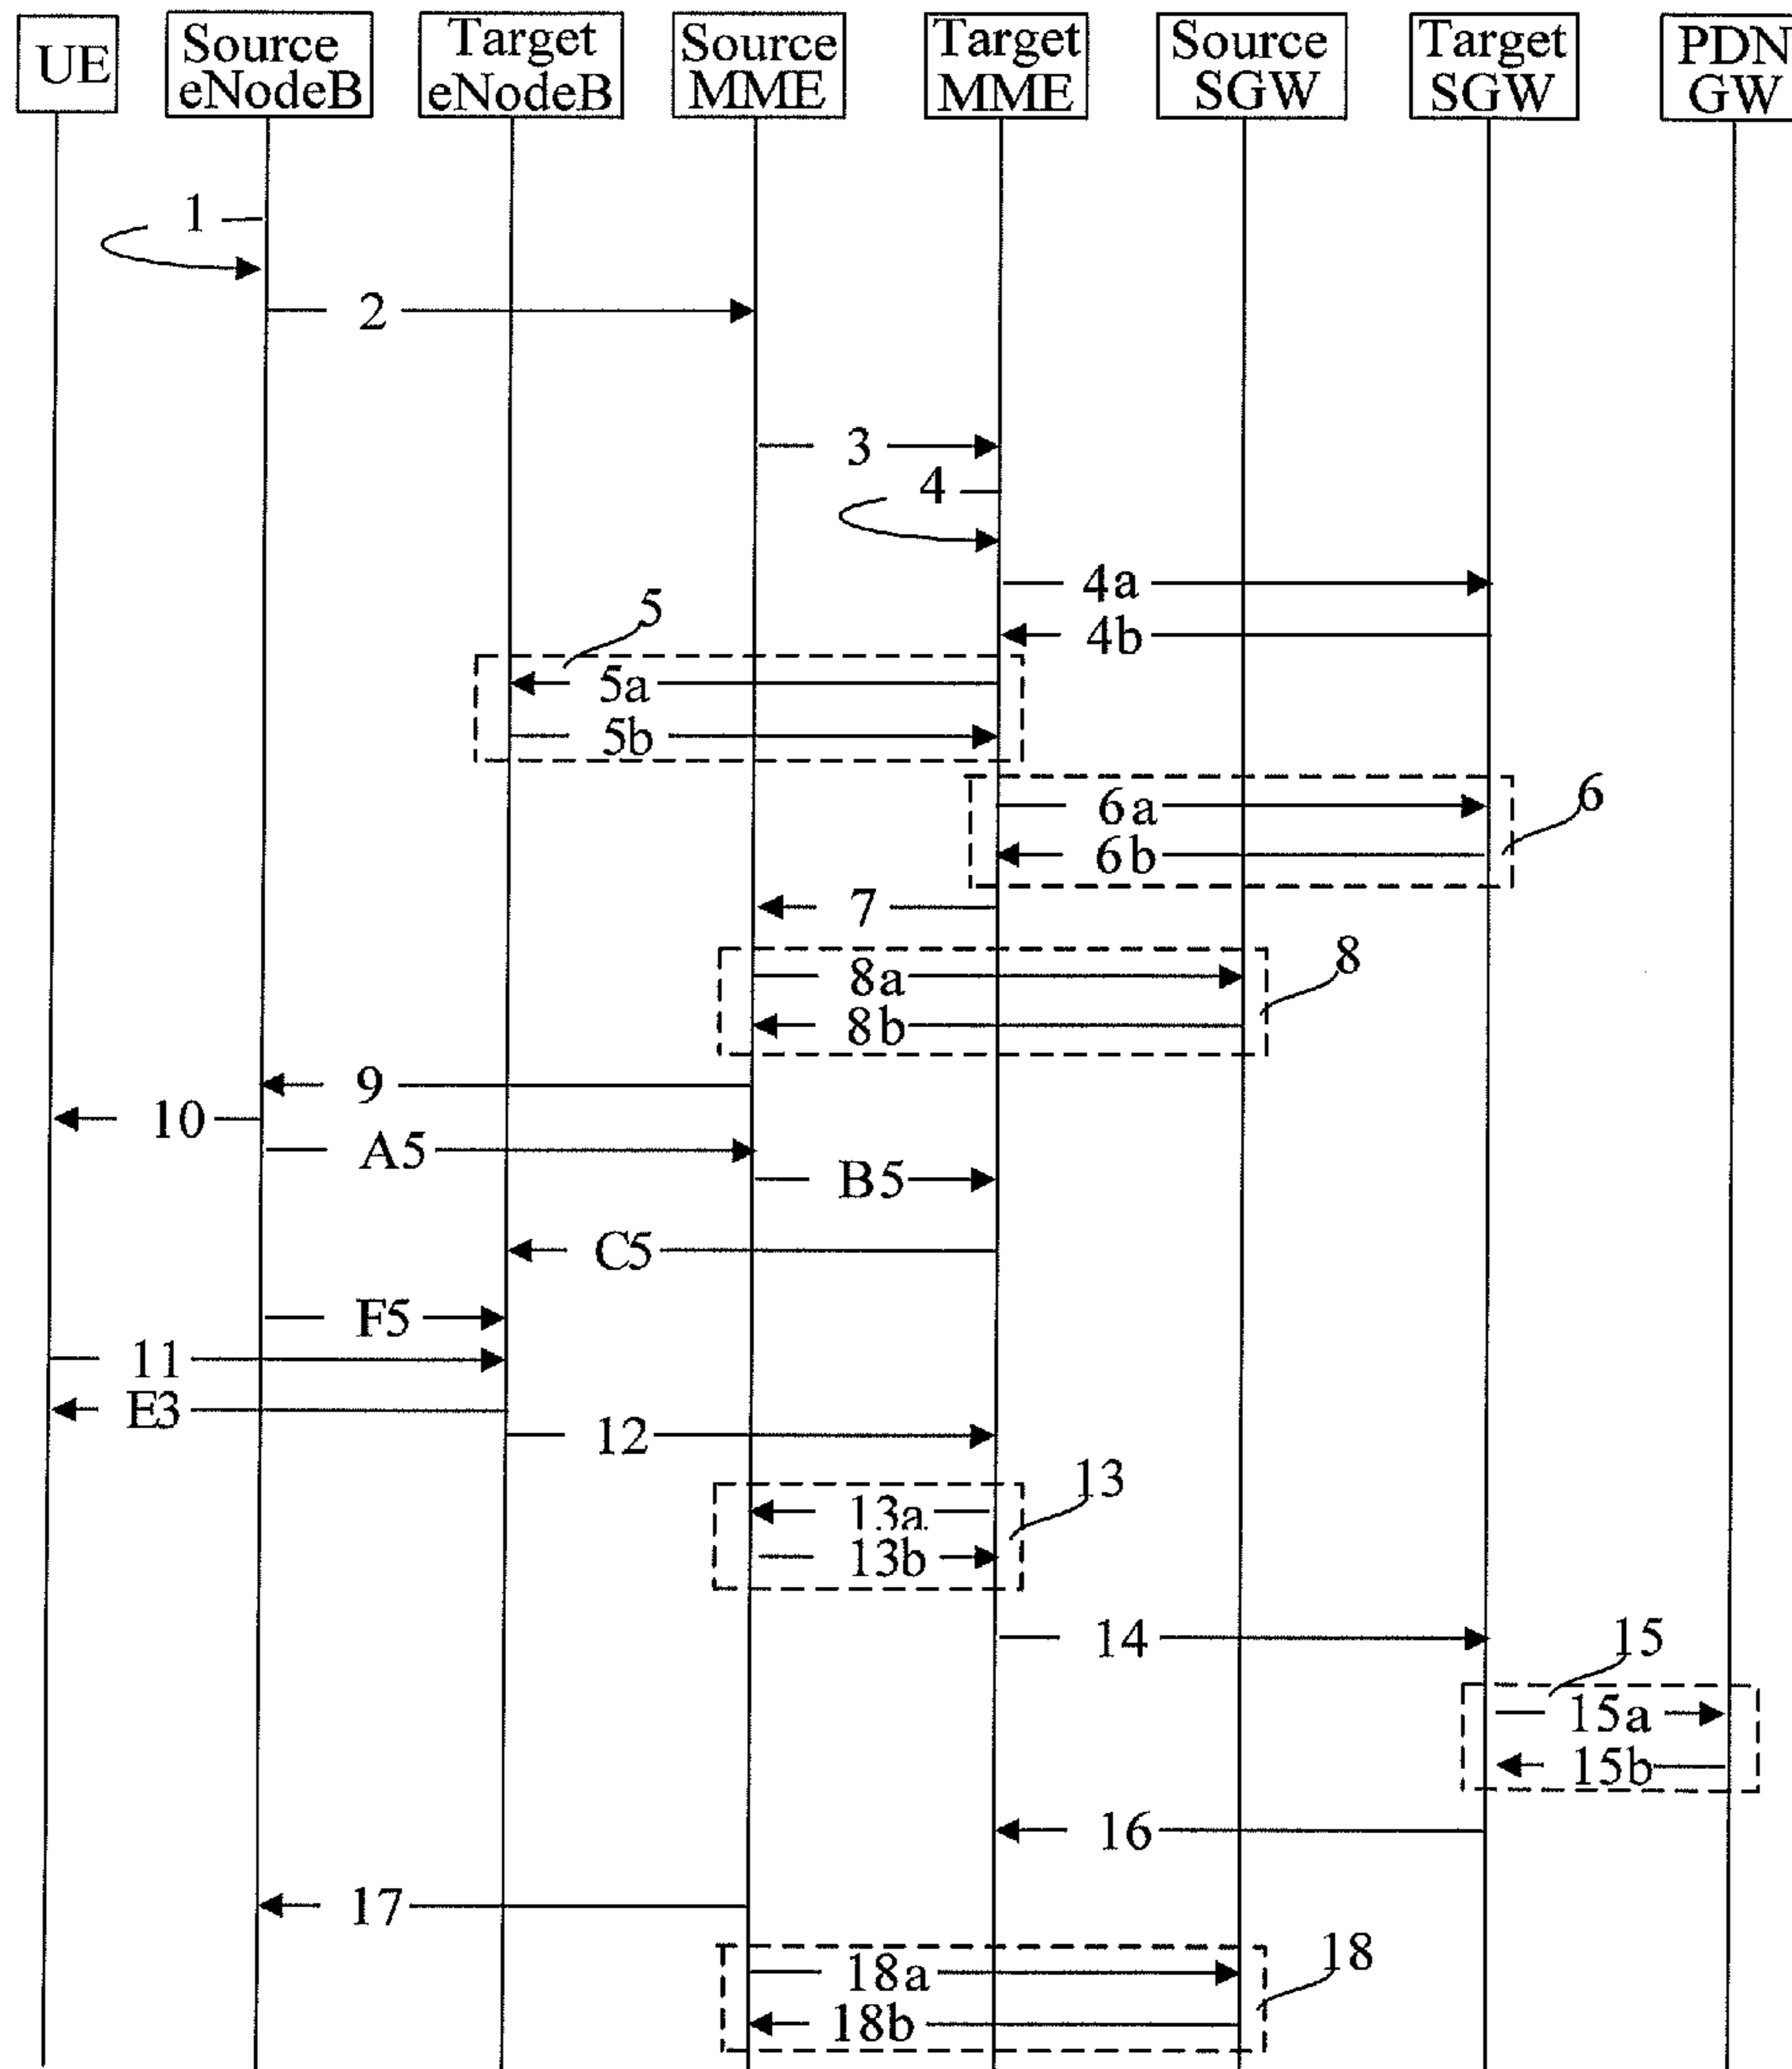 UE
Source
eNodeB
Target
eNodeB
Source
MME
Target
MME
Source
SGW
Target
SGW
PDN
GW
1
2
3
4
4a
4b
5
5a
5b
6
6a
6b
7
8
8a
8b
9
10
A5
B5
C5
F5
11
E3
12
13
13a
13b
14
15
15a
15b
16
17
18
18a
18b